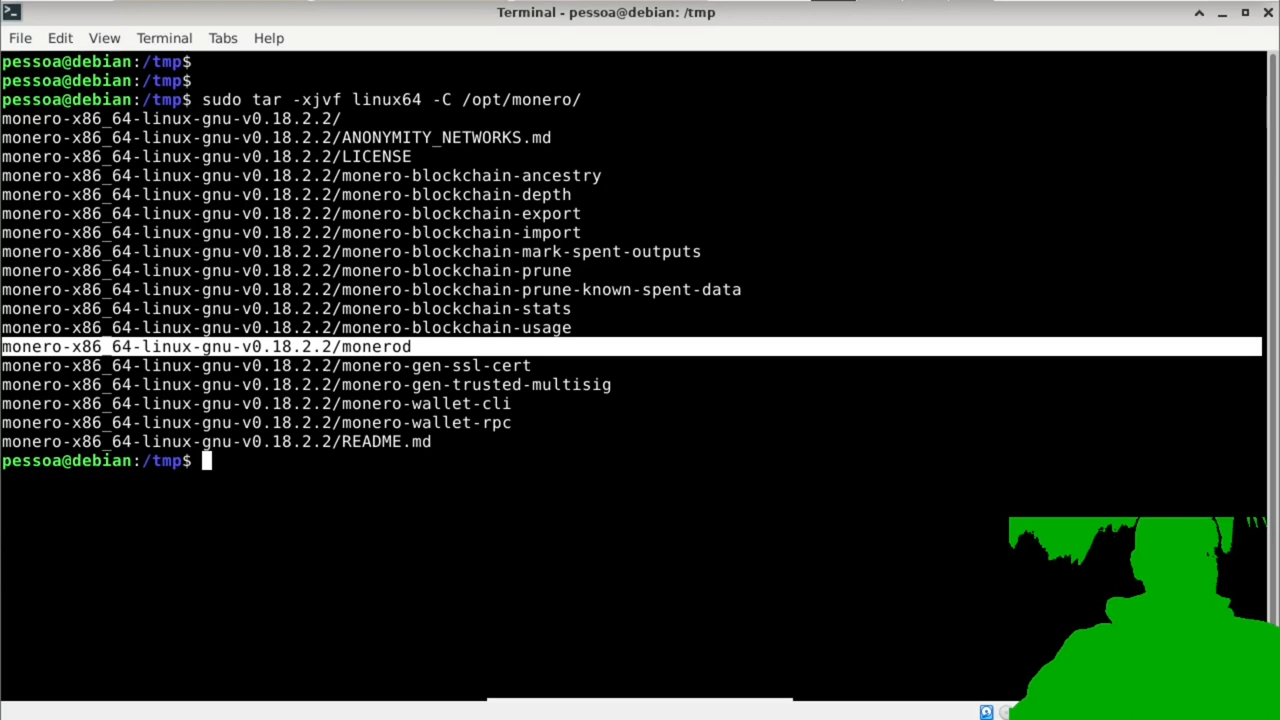 Terminal - pessoa@debian: /tmp
File Edit View Terminal Tabs Help
pessoa@debian:/tmp$
pessoa@debian:/tmp$
pessoa@debian:/tmp$ sudo tar -xjvf linux64 -C /opt/monero/
monero-x86_64-linux-gnu-v0.18.2.2/
monero-x86_64-linux-gnu-v0.18.2.2/ANONYMITY_NETWORKS.md
monero-x86_64-linux-gnu-v0.18.2.2/LICENSE
monero-x86_64-linux-gnu-v0.18.2.2/monero-blockchain-ancestry
monero-x86_64-linux-gnu-v0.18.2.2/monero-blockchain-depth
monero-x86_64-linux-gnu-v0.18.2.2/monero-blockchain-export
monero-x86_64-linux-gnu-v0.18.2.2/monero-blockchain-import
monero-x86_64-linux-gnu-v0.18.2.2/monero-blockchain-mark-spent-outputs
monero-x86_64-linux-gnu-v0.18.2.2/monero-blockchain-prune
monero-x86_64-linux-gnu-v0.18.2.2/monero-blockchain-prune-known-spent-data
monero-x86_64-linux-gnu-v0.18.2.2/monero-blockchain-stats
monero-x86_64-linux-gnu-v0.18.2.2/monero-blockchain-usage
monero-x86_64-linux-gnu-v0.18.2.2/monerod
monero-x86_64-linux-gnu-v0.18.2.2/monero-gen-ssl-cert
monero-x86_64-linux-gnu-v0.18.2.2/monero-gen-trusted-multisig
monero-x86_64-linux-gnu-v0.18.2.2/monero-wallet-cli
monero-x86_64-linux-gnu-v0.18.2.2/monero-wallet-rpc
monero-x86_64-linux-gnu-v0.18.2.2/README.md
pessoa@debian:/tmp$